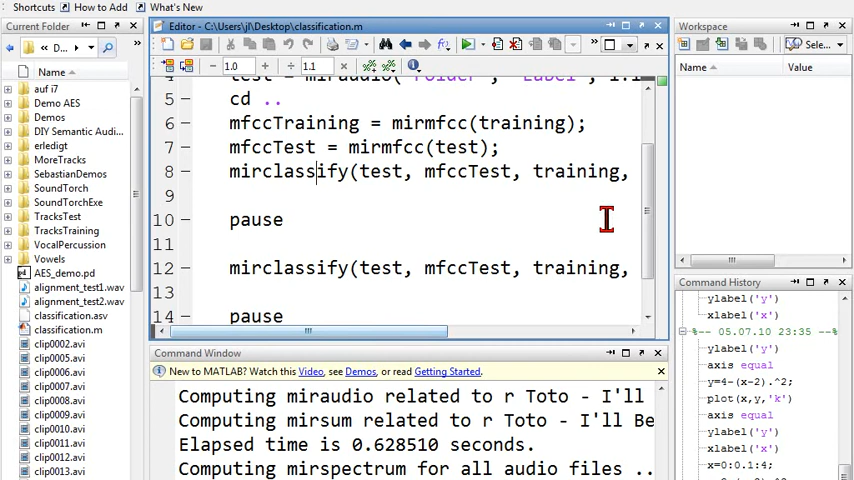 Shortcuts How to Add What's New
Current Folder
D...
Name
auf i7
Demo AES
Demos
DIY Semantic Audi...
erledigt
MoreTracks
SebastianDemos
SoundTorch
SoundTorchExe
TracksTest
TracksTraining
VocalPercussion
Vowels
AES_demo.pd
alignment_test1.wav
alignment_test2.wav
classification.asv
classification.m
clip0002.avi
clip0005.avi
clip0006.avi
clip0007.avi
clip0008.avi
clip0009.avi
clip0010.avi
clip0011.avi
clip0012.avi
clip0013.avi
Editor - C:\Users\jl\Desktop\classification.m
1.0 ÷ 1.1
5 cd ..
6 mfccTraining = mirmfcc(training);
7 mfccTest = mirmfcc(test);
8 mirclassify(test, mfccTest, training,
9
10 pause
11
12 mirclassify(test, mfccTest, training,
13
14 pause
Command Window
New to MATLAB? Watch this Video, see Demos, or read Getting Started.
Computing miraudio related to r Toto - I'll
Computing mirsum related to r Toto - I'll Be
Elapsed time is 0.628510 seconds.
Computing mirspectrum for all audio files ..
Workspace
Sele...
Name Value
Command History
ylabel('y')
xlabel('x')
%-- 05.07.10 23:35 --%
ylabel('y')
axis equal
y=4-(x-2).^2;
plot(x,y,'k')
axis equal
ylabel('y')
xlabel('x')
x=0:0.1:4;